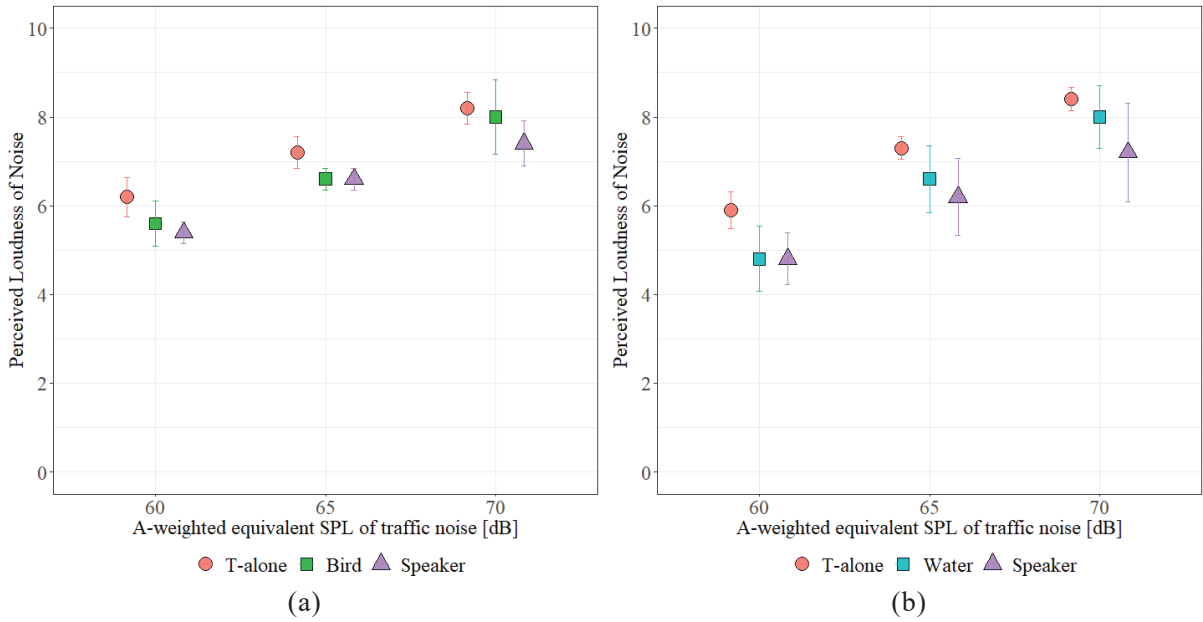 10
8
6
4
2
0
Perceived Loudness of Noise
60 65 70
A-weighted equivalent SPL of traffic noise [dB]
T-alone Bird Speaker
(a)
10
8
6
4
2
0
Perceived Loudness of Noise
60 65 70
A-weighted equivalent SPL of traffic noise [dB]
T-alone Water Speaker
(b)